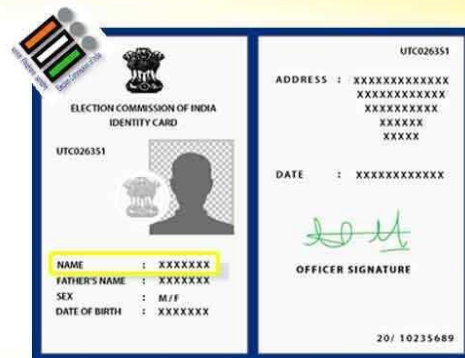 ELECTION COMMISSION OF INDIA
IDENTITY CARD
UTC026351
NAME : XXXXXXX
FATHER'S NAME : XXXXXXX
SEX : M/F
DATE OF BIRTH : XXXXXXX
UTC026351
ADDRESS : XXXXXXXXXXXXX
XXXXXXXXXXXX
XXXXXXXXXX
XXXXXX
XXXXX
DATE : XXXXXXXXXXXX
OFFICER SIGNATURE
20/ 10235689